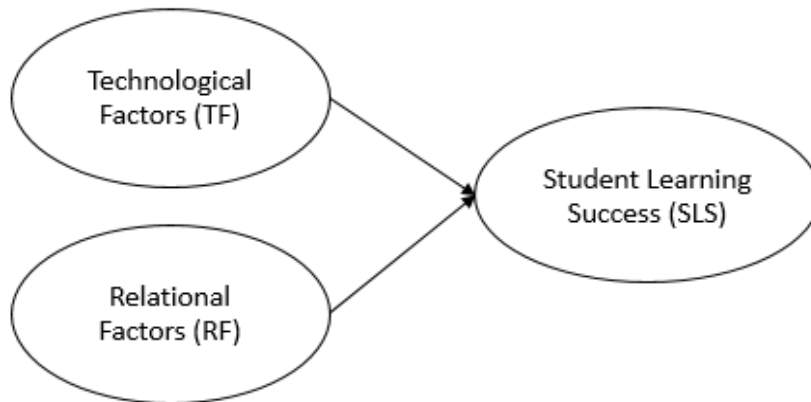 Technological
Factors (TF)
Student Learning
Success (SLS)
Relational
Factors (RF)